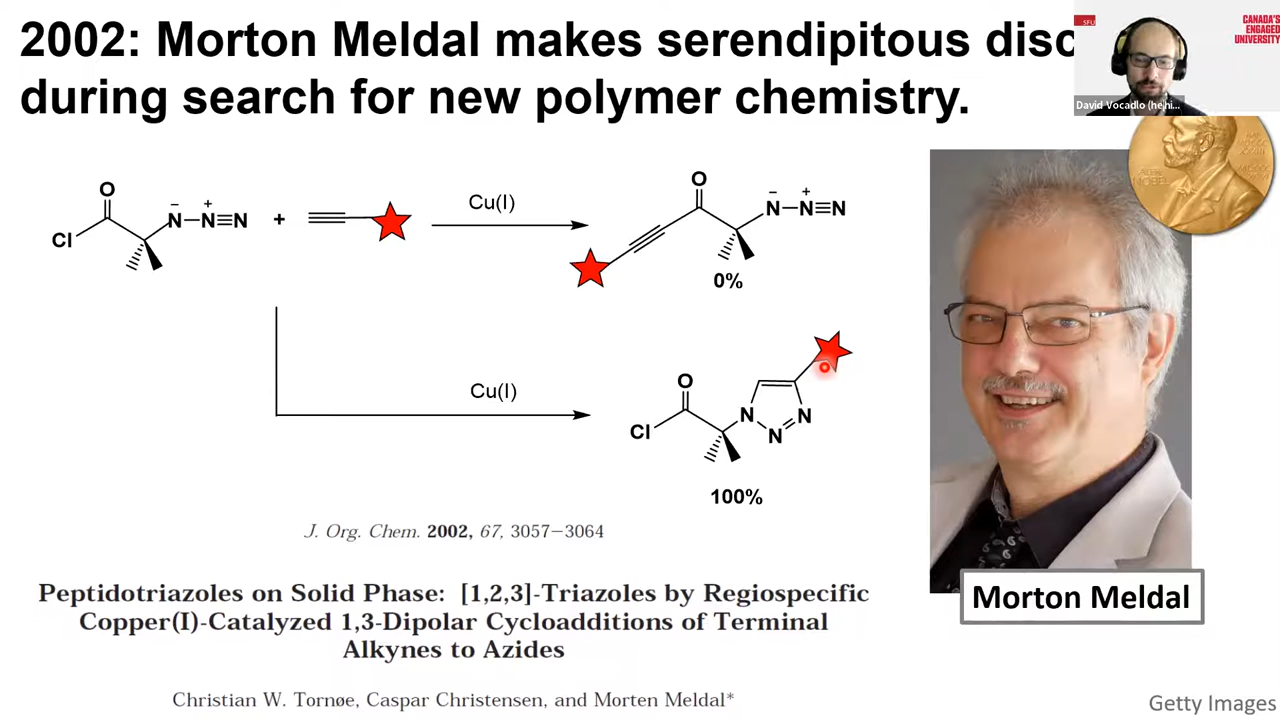 2002: Morton Meldal makes serendipitous disc
during search for new polymer chemistry.
SFU
CANADA'S
ENGAGED
UNIVERSITY
David Vocadlo (he hi...
O
Cl
N
−
N
+
≡N
+
Cu(I)
O
N
−
N
+
≡N
0%
Cu(I)
O
Cl
N
N
N
100%
J. Org. Chem. 2002, 67, 3057−3064
Peptidotriazoles on Solid Phase: [1,2,3]-Triazoles by Regiospecific
Copper(I)-Catalyzed 1,3-Dipolar Cycloadditions of Terminal
Alkynes to Azides
Christian W. Tornøe, Caspar Christensen, and Morten Meldal*
Morton Meldal
Getty Images